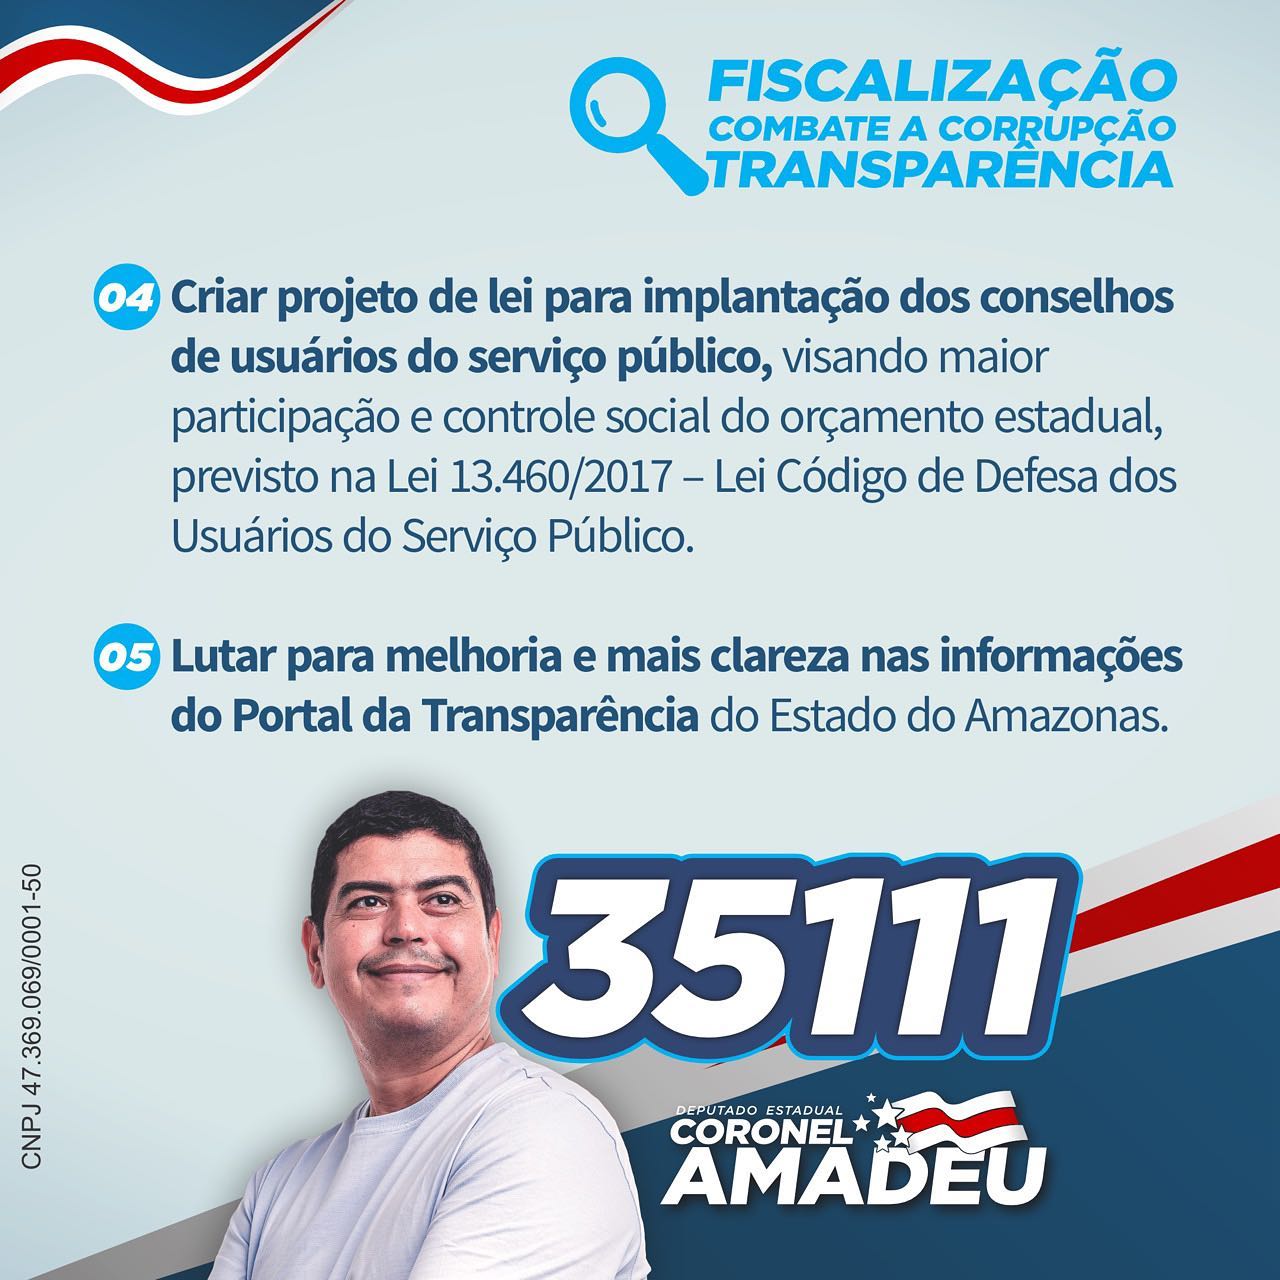 FISCALIZAÇÃO
COMBATE A CORRUPÇÃO
TRANSPARÊNCIA
04 Criar projeto de lei para implantação dos conselhos
de usuários do serviço público, visando maior
participação e controle social do orçamento estadual,
previsto na Lei 13.460/2017 – Lei Código de Defesa dos
Usuários do Serviço Público.
05 Lutar para melhoria e mais clareza nas informações
do Portal da Transparência do Estado do Amazonas.
35111
DEPUTADO ESTADUAL
CORONEL
AMADEU
CNPJ 47.369.069/0001-50